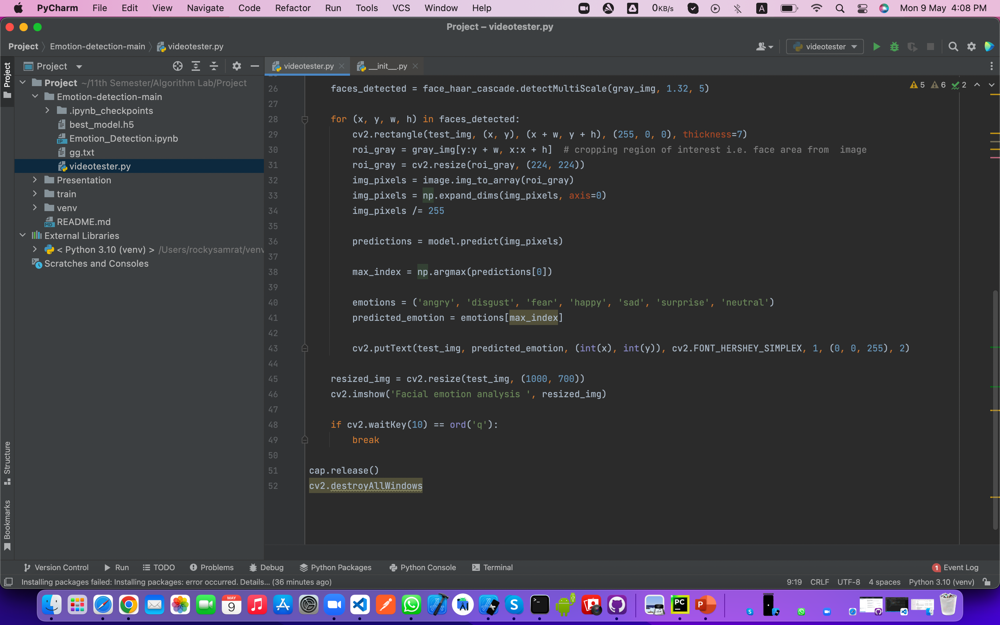 PyCharm File Edit View Navigate Code Refactor Run Tools VCS Window Help 0KB/s A Mon 9 May 4:08 PM
Project – videotester.py
Project Emotion-detection-main videotester.py videotester
Project videotester.py __init__.py
Project
Project ~/11th Semester/Algorithm Lab/Project
Emotion-detection-main
.ipynb_checkpoints
best_model.h5
Emotion_Detection.ipynb
gg.txt
videotester.py
Presentation
train
venv
README.md
External Libraries
< Python 3.10 (venv) > /Users/rockysamrat/venv
Scratches and Consoles
5 6 2
26 faces_detected = face_haar_cascade.detectMultiScale(gray_img, 1.32, 5)
27
28 for (x, y, w, h) in faces_detected:
29 cv2.rectangle(test_img, (x, y), (x + w, y + h), (255, 0, 0), thickness=7)
30 roi_gray = gray_img[y:y + w, x:x + h]  # cropping region of interest i.e. face area from  image
31 roi_gray = cv2.resize(roi_gray, (224, 224))
32 img_pixels = image.img_to_array(roi_gray)
33 img_pixels = np.expand_dims(img_pixels, axis=0)
34 img_pixels /= 255
35
36 predictions = model.predict(img_pixels)
37
38 max_index = np.argmax(predictions[0])
39
40 emotions = ('angry', 'disgust', 'fear', 'happy', 'sad', 'surprise', 'neutral')
41 predicted_emotion = emotions[max_index]
42
43 cv2.putText(test_img, predicted_emotion, (int(x), int(y)), cv2.FONT_HERSHEY_SIMPLEX, 1, (0, 0, 255), 2)
44
45 resized_img = cv2.resize(test_img, (1000, 700))
46 cv2.imshow('Facial emotion analysis ', resized_img)
47
48 if cv2.waitKey(10) == ord('q'):
49 break
50
51 cap.release()
52 cv2.destroyAllWindows
Structure
Bookmarks
Version Control Run TODO Problems Debug Python Packages Python Console Terminal 1 Event Log
Installing packages failed: Installing packages: error occurred. Details... (36 minutes ago) 9:19 CRLF UTF-8 4 spaces Python 3.10 (venv)
MAY
9
PC
P